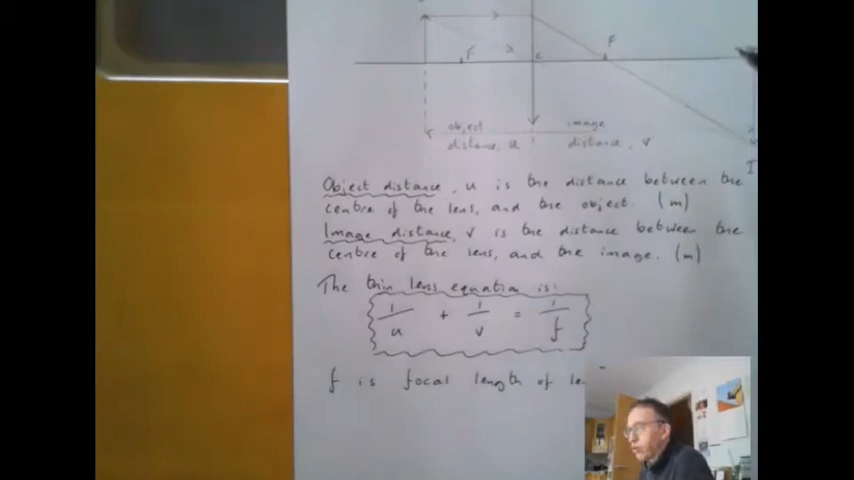 F
c
F
object
image
distance, u
distance, v
I
Object distance, u is the distance between the
centre of the lens, and the object. (m)
Image distance, v is the distance between the
centre of the lens, and the image. (m)
The thin lens equation is:
1/u + 1/v = 1/f
f is focal length of le